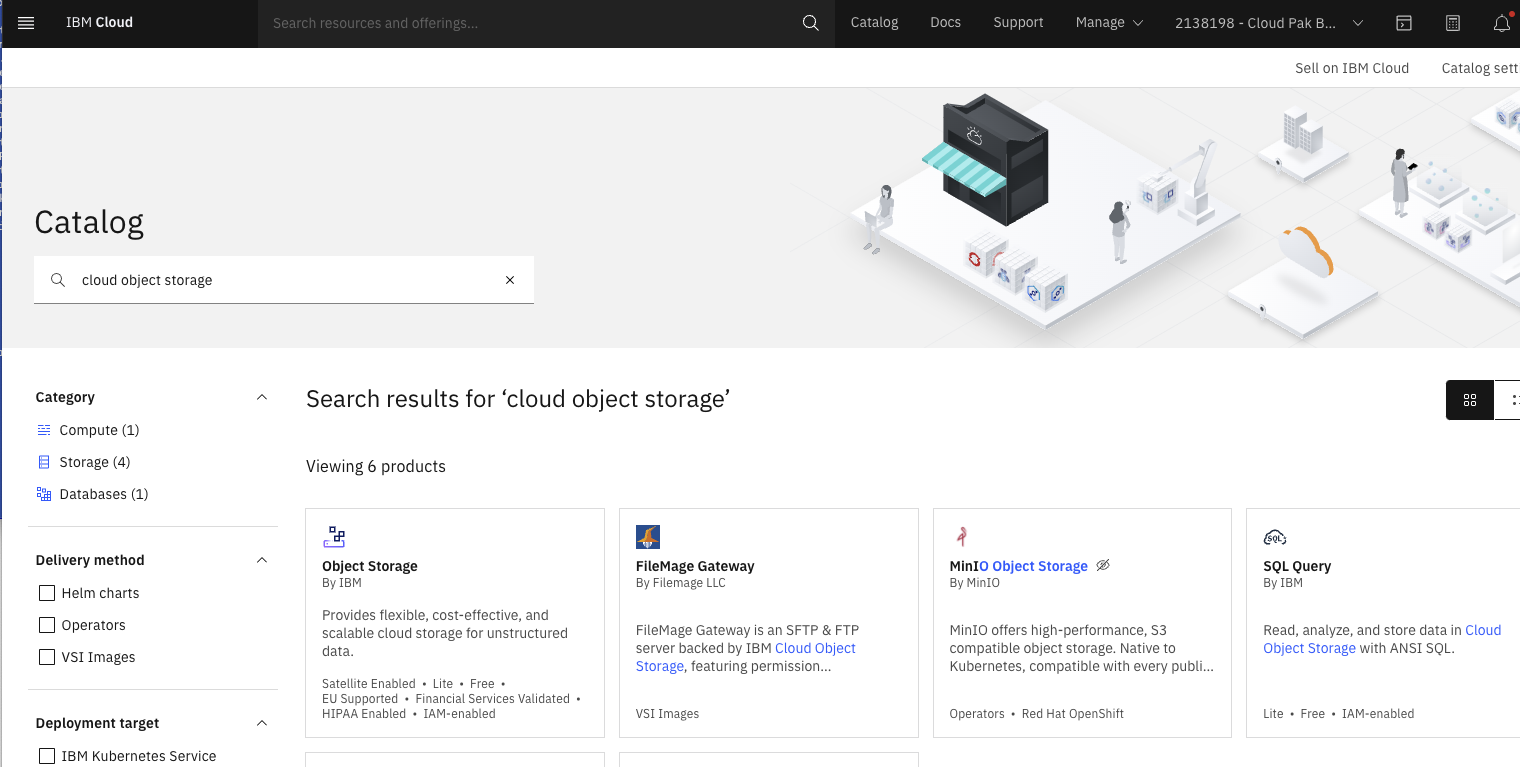 IBM Cloud
Search resources and offerings...
Catalog
Docs
Support
Manage
2138198 - Cloud Pak B...
Sell on IBM Cloud
Catalog sett
Catalog
cloud object storage
Category
Compute (1)
Storage (4)
Databases (1)
Delivery method
Helm charts
Operators
VSI Images
Deployment target
IBM Kubernetes Service
Search results for ‘cloud object storage’
Viewing 6 products
Object Storage
By IBM
Provides flexible, cost-effective, and
scalable cloud storage for unstructured
data.
Satellite Enabled • Lite • Free •
EU Supported • Financial Services Validated •
HIPAA Enabled • IAM-enabled
FileMage Gateway
By Filemage LLC
FileMage Gateway is an SFTP & FTP
server backed by IBM Cloud Object
Storage, featuring permission...
VSI Images
MinIO Object Storage
By MinIO
MinIO offers high-performance, S3
compatible object storage. Native to
Kubernetes, compatible with every publi...
Operators • Red Hat OpenShift
SQL
SQL Query
By IBM
Read, analyze, and store data in Cloud
Object Storage with ANSI SQL.
Lite • Free • IAM-enabled